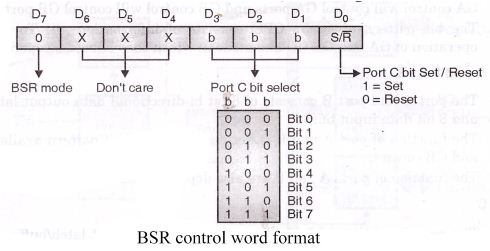 D7 D6 D5 D4 D3 D2 D1 D0
0 X X X b b b S/R̅
BSR mode Don't care Port C bit select Port C bit Set / Reset
1 = Set
0 = Reset
b b b
0 0 0 Bit 0
0 0 1 Bit 1
0 1 0 Bit 2
0 1 1 Bit 3
0 0 Bit 4
0 Bit 5
1 1 0 Bit 6
1 1 1 Bit 7
BSR control word format